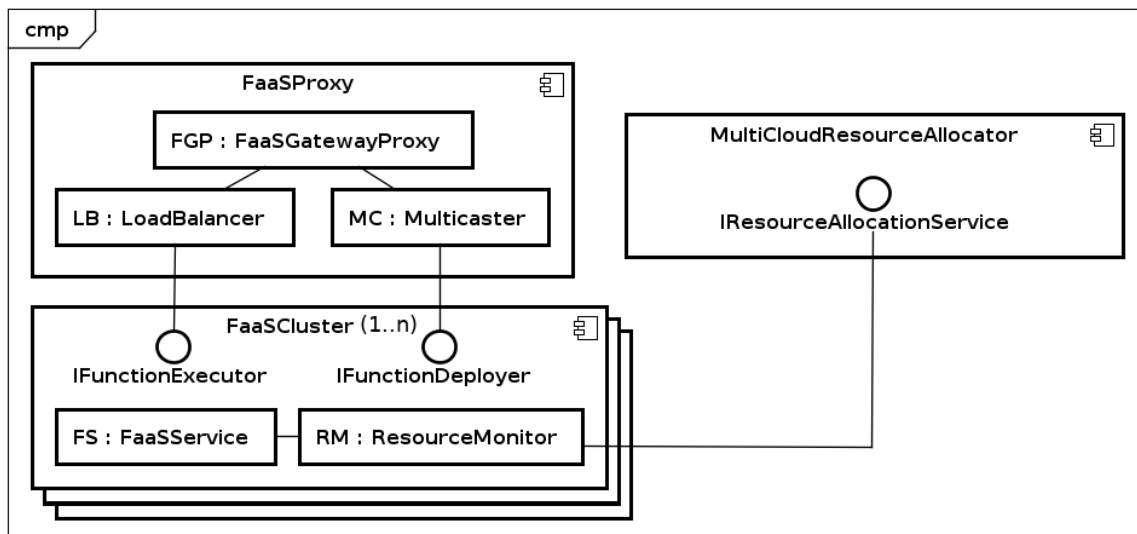 cmp
FaaSProxy
FGP : FaaSGatewayProxy
LB : LoadBalancer
MC : Multicaster
MultiCloudResourceAllocator
IResourceAllocationService
FaaSCluster (1..n)
IFunctionExecutor
IFunctionDeployer
FS : FaaSService
RM : ResourceMonitor